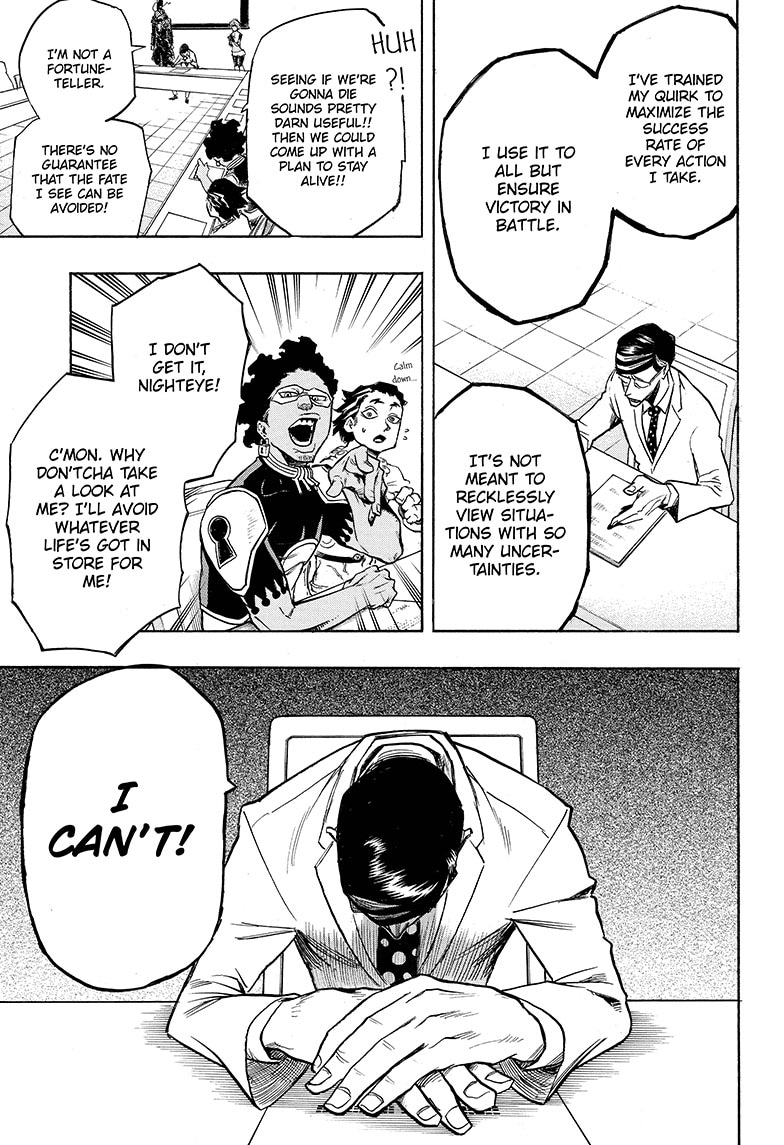 I'VE TRAINED
MY QUIRK TO
MAXIMIZE THE
SUCCESS
RATE OF
EVERY ACTION
I TAKE.
I USE IT TO
ALL BUT
ENSURE
VICTORY IN
BATTLE.
IT'S NOT
MEANT TO
RECKLESSLY
VIEW SITUA-
TIONS WITH SO
MANY UNCER-
TAINTIES.
HUH
?!
SEEING IF WE'RE
GONNA DIE
SOUNDS PRETTY
DARN USEFUL!!
THEN WE COULD
COME UP WITH A
PLAN TO STAY
ALIVE!!
I'M NOT A
FORTUNE-
TELLER.
THERE'S NO
GUARANTEE
THAT THE FATE
I SEE CAN BE
AVOIDED!
I DON'T
GET IT,
NIGHTEYE!
Calm
down...
C'MON. WHY
DON'TCHA TAKE
A LOOK AT
ME? I'LL AVOID
WHATEVER
LIFE'S GOT IN
STORE FOR
ME!
I
CAN'T!